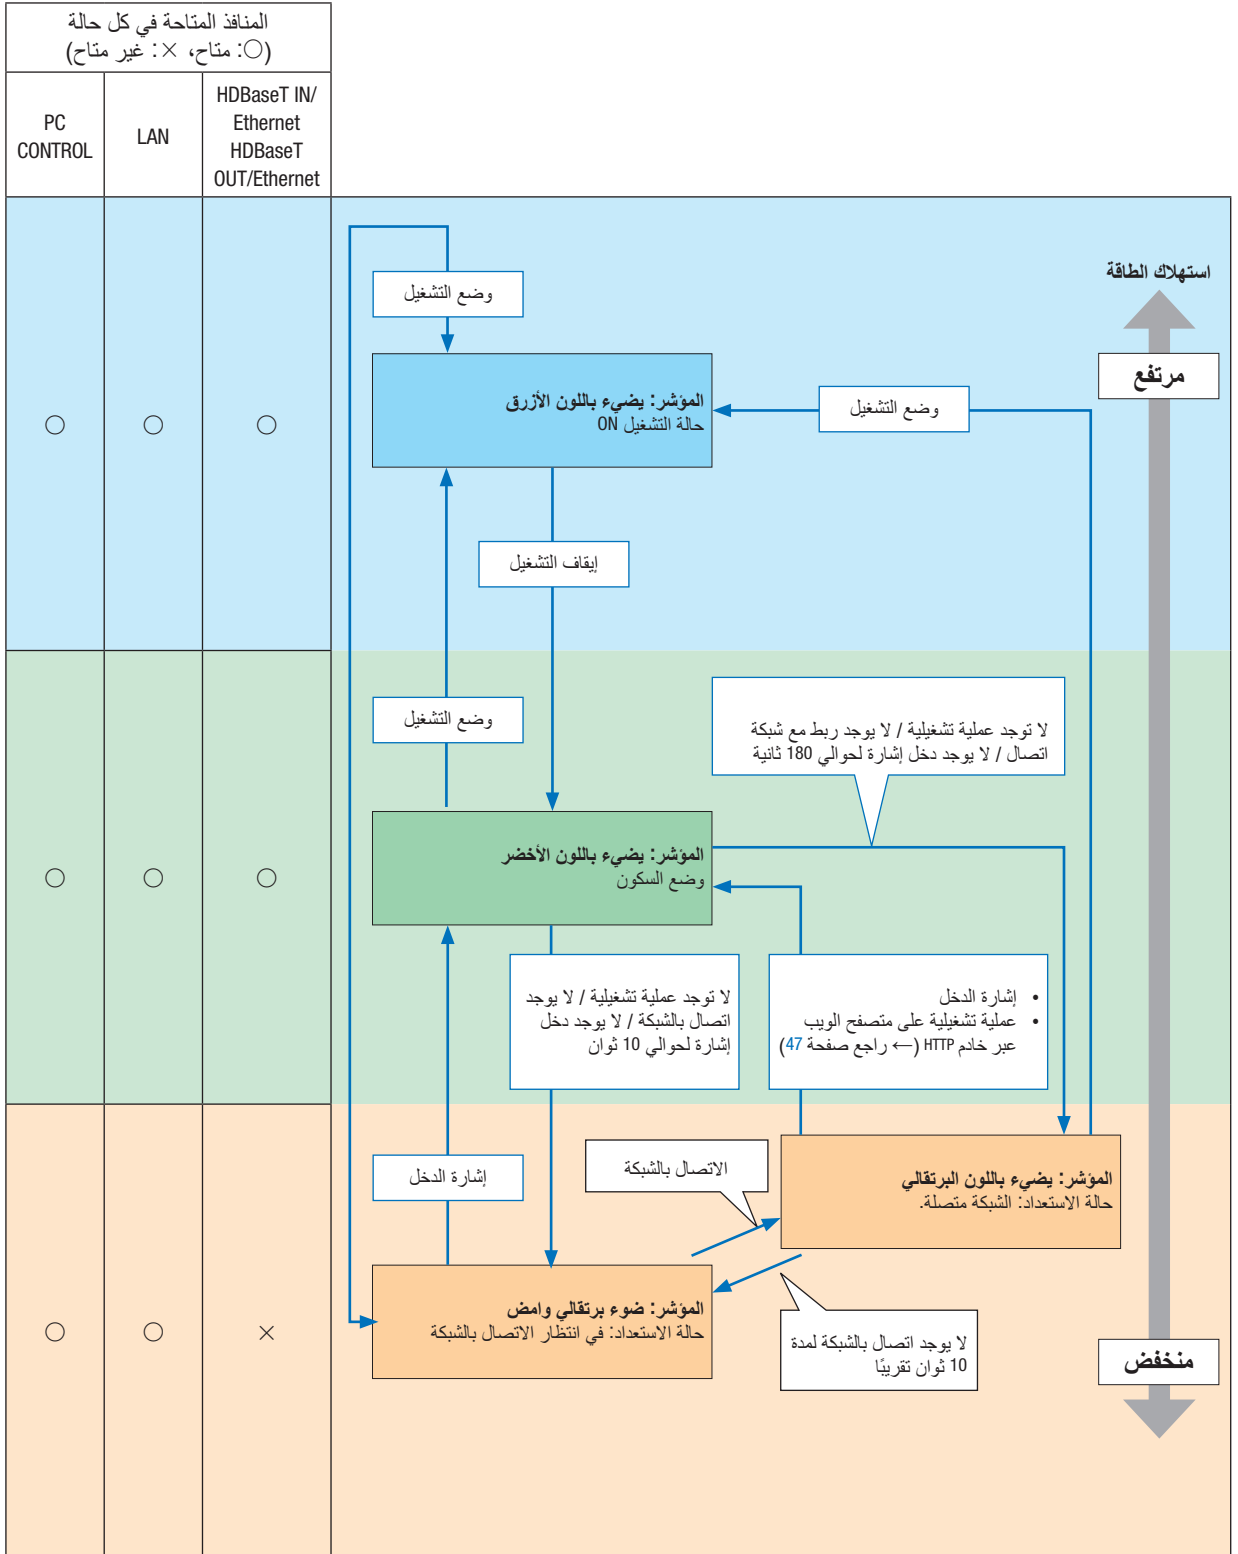 المنافذ المتاحة في كل حالة
(○: متاح، ×: غير متاح)
PC
CONTROL
LAN
HDBaseT IN/
Ethernet
HDBaseT
OUT/Ethernet
استهلاك الطاقة
مرتفع
وضع التشغيل
المؤشر: يضيء باللون الأزرق
حالة التشغيل ON
وضع التشغيل
○
○
○
إيقاف التشغيل
وضع التشغيل
لا توجد عملية تشغيلية / لا يوجد ربط مع شبكة
اتصال / لا يوجد دخل إشارة لحوالي 180 ثانية
المؤشر: يضيء باللون الأخضر
وضع السكون
○
○
○
لا توجد عملية تشغيلية / لا يوجد
اتصال بالشبكة / لا يوجد دخل
إشارة لحوالي 10 ثوان
• إشارة الدخل
• عملية تشغيلية على متصفح الويب
عبر خادم HTTP (← راجع صفحة 47)
إشارة الدخل
الاتصال بالشبكة
المؤشر: يضيء باللون البرتقالي
حالة الاستعداد: الشبكة متصلة.
المؤشر: ضوء برتقالي وامض
حالة الاستعداد: في انتظار الاتصال بالشبكة
○
○
×
لا يوجد اتصال بالشبكة لمدة
10 ثوان تقريبًا
منخفض